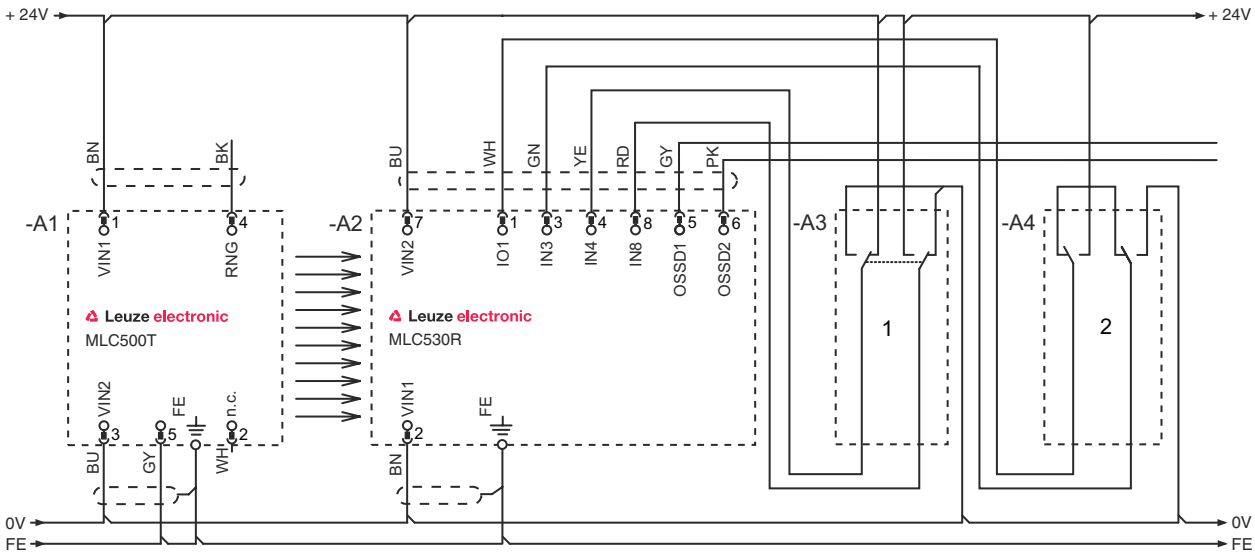 + 24V
+ 24V
BN
BK
BU
WH
GN
YE
RD
GY
PK
-A1
1
4
-A2
7
1
3
4
8
5
6
-A3
-A4
VIN1
RNG
VIN2
IO1
IN3
IN4
IN8
OSSD1
OSSD2
Leuze electronic
MLC500T
Leuze electronic
MLC530R
1
2
VIN2
FE
n.c.
VIN1
FE
3
5
2
2
BU
GY
WH
BN
0V
0V
FE
FE